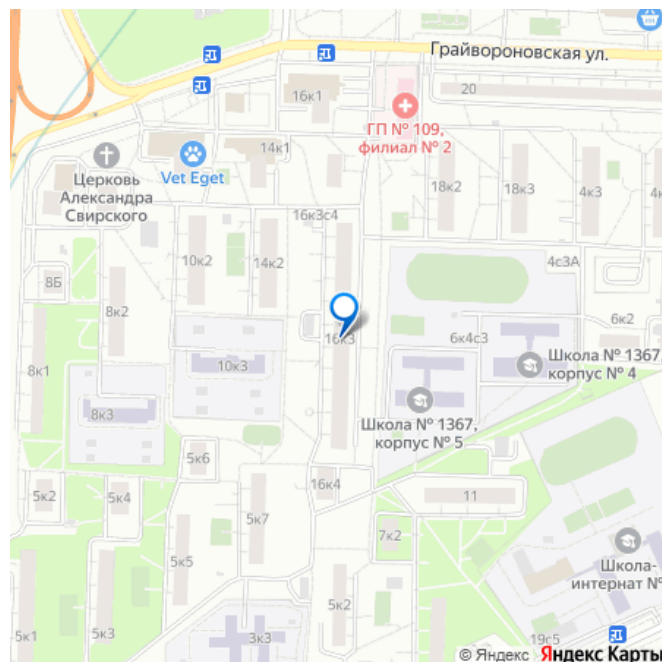 Грайвороновская ул.
20
16к1
ГП № 109,
филиал № 2
14к1
Vet Eget
Церковь
Александра
Свирского
18к2
18к3
4к3
16к3с4
10к2
14к2
4с3А
8Б
8к2
6к2
16к3
6к4с3
Школа № 1367,
корпус № 4
8к1
10к3
8к3
Школа № 1367,
корпус № 5
5к6
16к4
5к2
5к4
11
5к7
7к2
5к5
Школа-
интернат №
5к2
5к1
5к3
3к3
19с5
© Яндекс Яндекс Карты